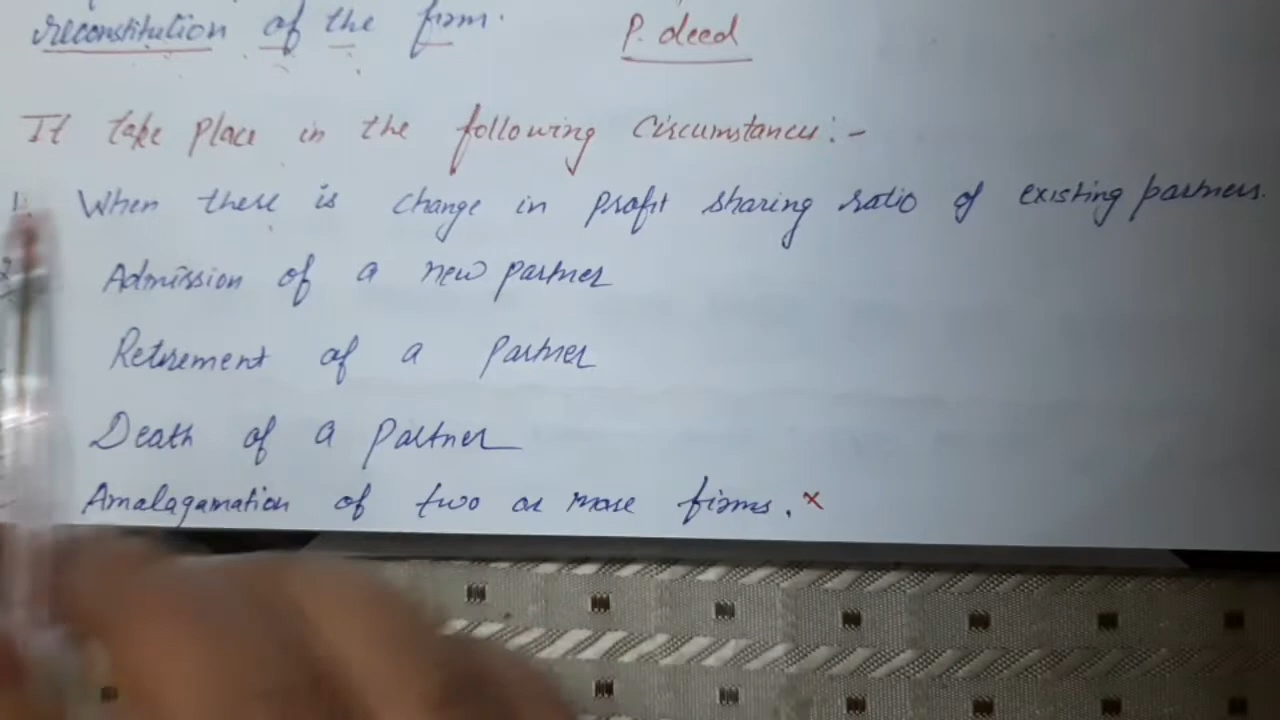 reconstitution of the firm. P. deed
It take place in the following Circumstances:-
1. When there is change in profit sharing ratio of existing partners.
2 Admission of a new partner
Retirement of a partner
Death of a partner
Amalagamation of two or more firms. x